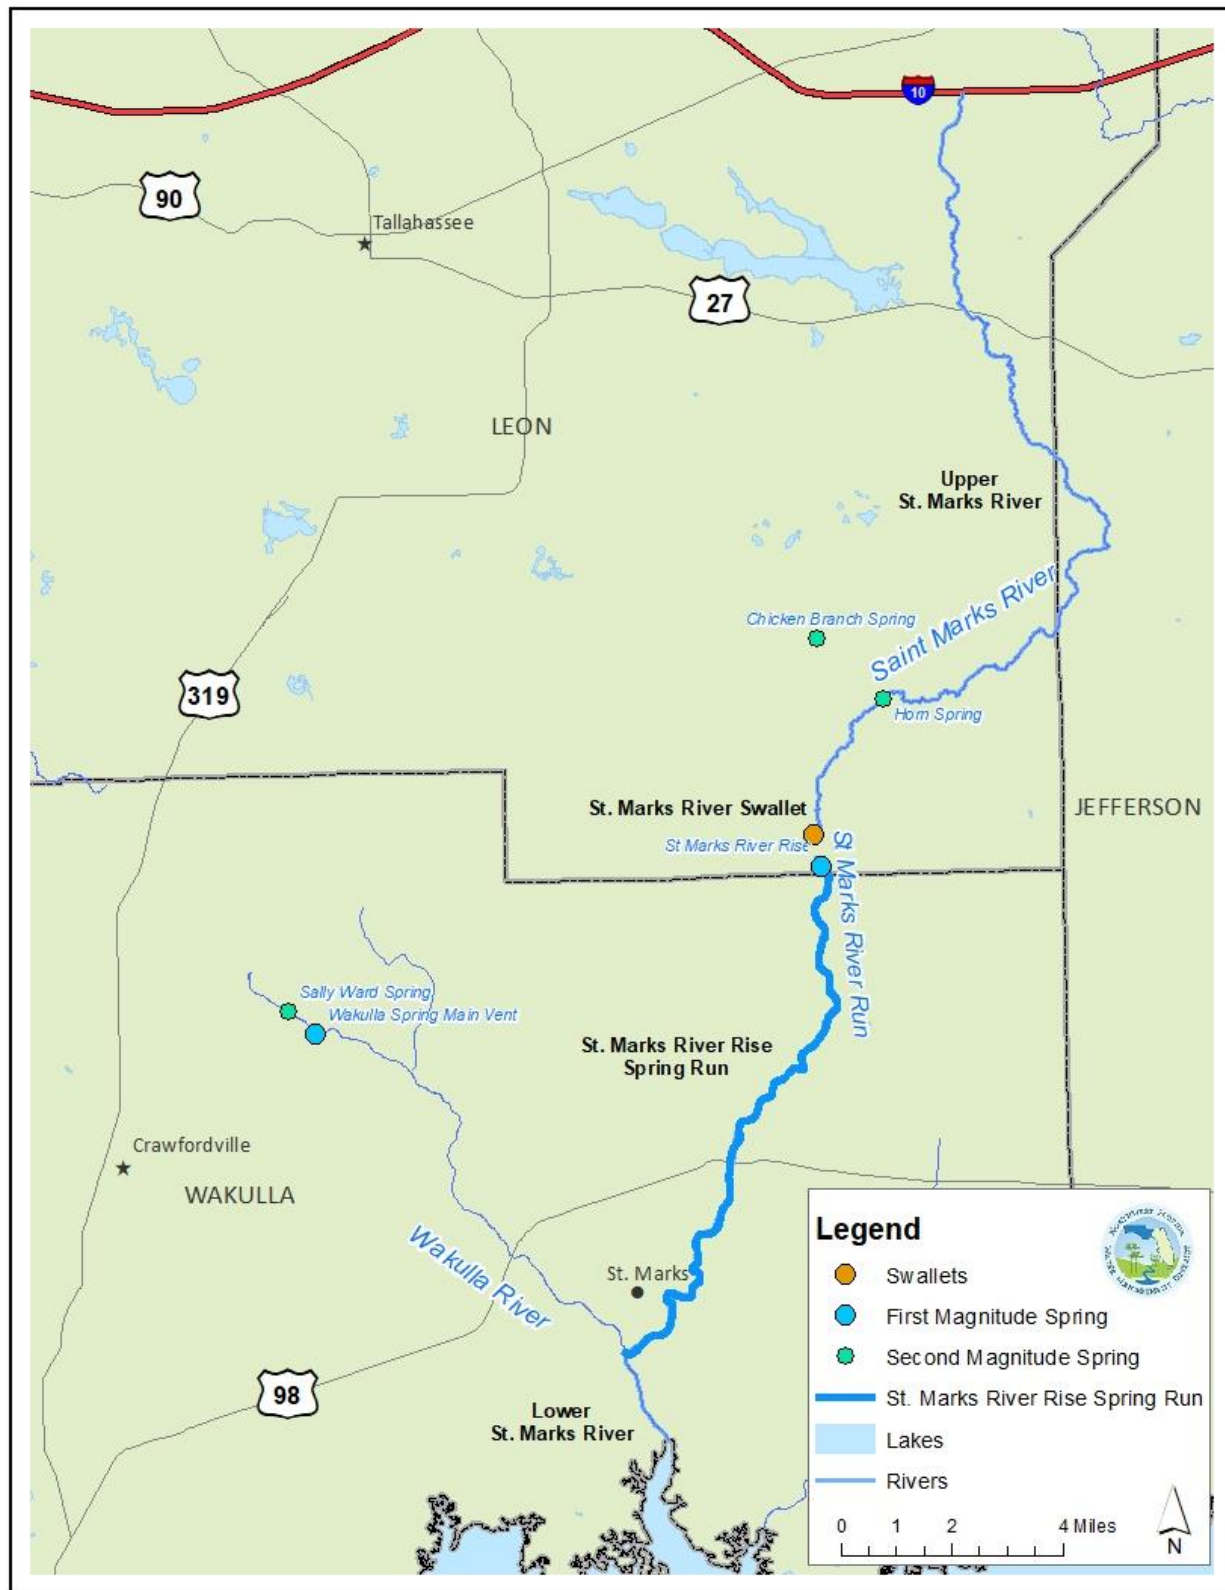 10
90
Tallahassee
27
LEON
Upper
St. Marks River
Saint Marks River
Chicken Branch Spring
319
Horn Spring
St. Marks River Swallet
JEFFERSON
St Marks River Rise
St Marks River Run
Sally Ward Spring
Wakulla Spring Main Vent
St. Marks River Rise
Spring Run
Crawfordville
WAKULLA
Wakulla River
St. Marks
98
Lower
St. Marks River
Legend
Swallets
First Magnitude Spring
Second Magnitude Spring
St. Marks River Rise Spring Run
Lakes
Rivers
0 1 2 4 Miles
N